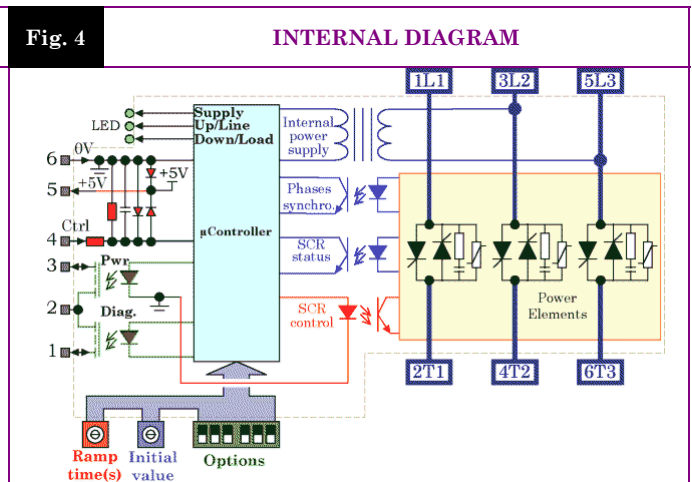 Fig. 4
INTERNAL DIAGRAM
1L1
3L2
5L3
Supply
LED
Up/Line
Down/Load
Internal
power
supply
6
0V
+5V
5
+5V
Phases
synchro.
Ctrl
4
µController
SCR
status
3
Pwr
2
Diag.
SCR
control
Power
Elements
1
2T1
4T2
6T3
Ramp
time(s)
Initial
value
Options